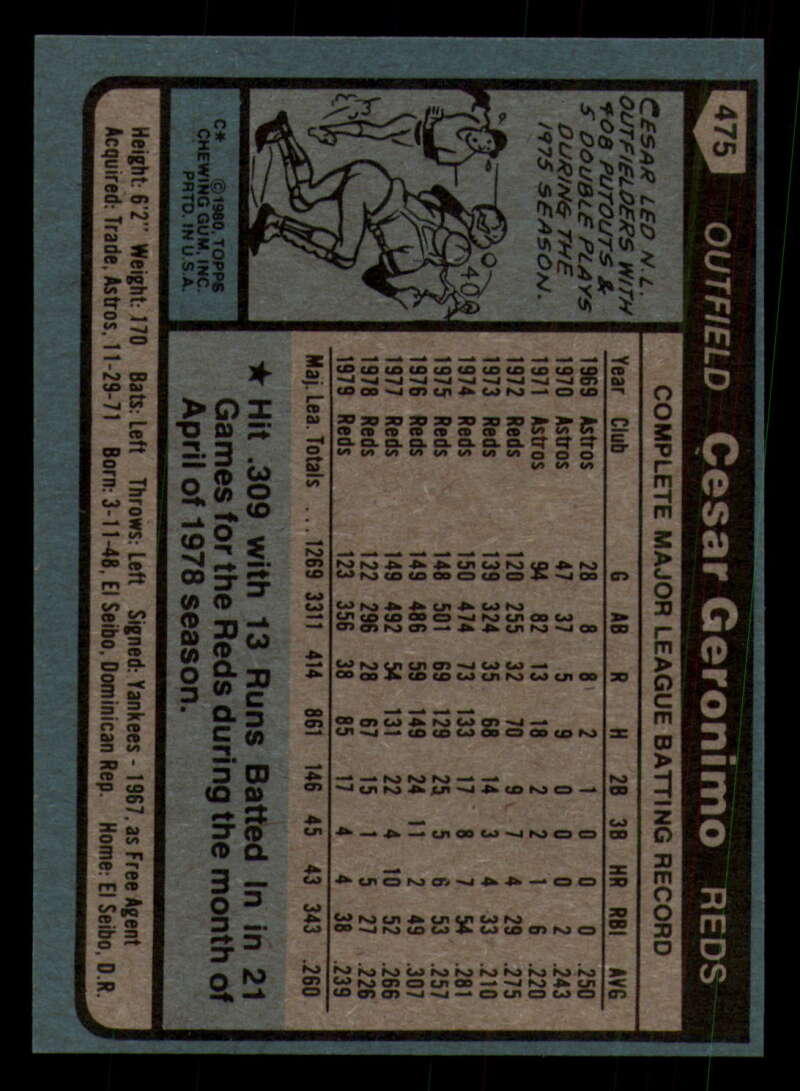 475 OUTFIELD Cesar Geronimo REDS
CESAR LED N.L.
OUTFIELDERS WITH
408 PUTOUTS &
5 DOUBLE PLAYS
DURING THE
1975 SEASON.
408
C* © 1980 TOPPS
CHEWING GUM, INC.
PRTD. IN U.S.A.
COMPLETE MAJOR LEAGUE BATTING RECORD
Year Club G AB R H 2B 3B HR RBI AVG
1969 Astros 28 8 8 2 1 0 0 0 .250
1970 Astros 47 37 5 9 0 0 0 2 .243
1971 Astros 94 82 13 18 2 2 1 6 .220
1972 Reds 120 255 32 70 9 7 4 29 .275
1973 Reds 139 324 35 68 14 3 4 33 .210
1974 Reds 150 474 73 133 17 8 7 54 .281
1975 Reds 148 501 69 129 25 5 6 53 .257
1976 Reds 149 486 59 149 24 11 2 49 .307
1977 Reds 149 492 54 131 22 4 10 52 .266
1978 Reds 122 296 28 67 15 1 5 27 .226
1979 Reds 123 356 38 85 17 4 4 38 .239
Maj. Lea. Totals ... 1269 3311 414 861 146 45 43 343 .260
★ Hit .309 with 13 Runs Batted In in 21
Games for the Reds during the month of
April of 1978 season.
Height: 6'2" Weight: 170 Bats: Left Throws: Left Signed: Yankees - 1967, as Free Agent
Acquired: Trade, Astros, 11-29-71 Born: 3-11-48, El Seibo, Dominican Rep. Home: El Seibo, D.R.